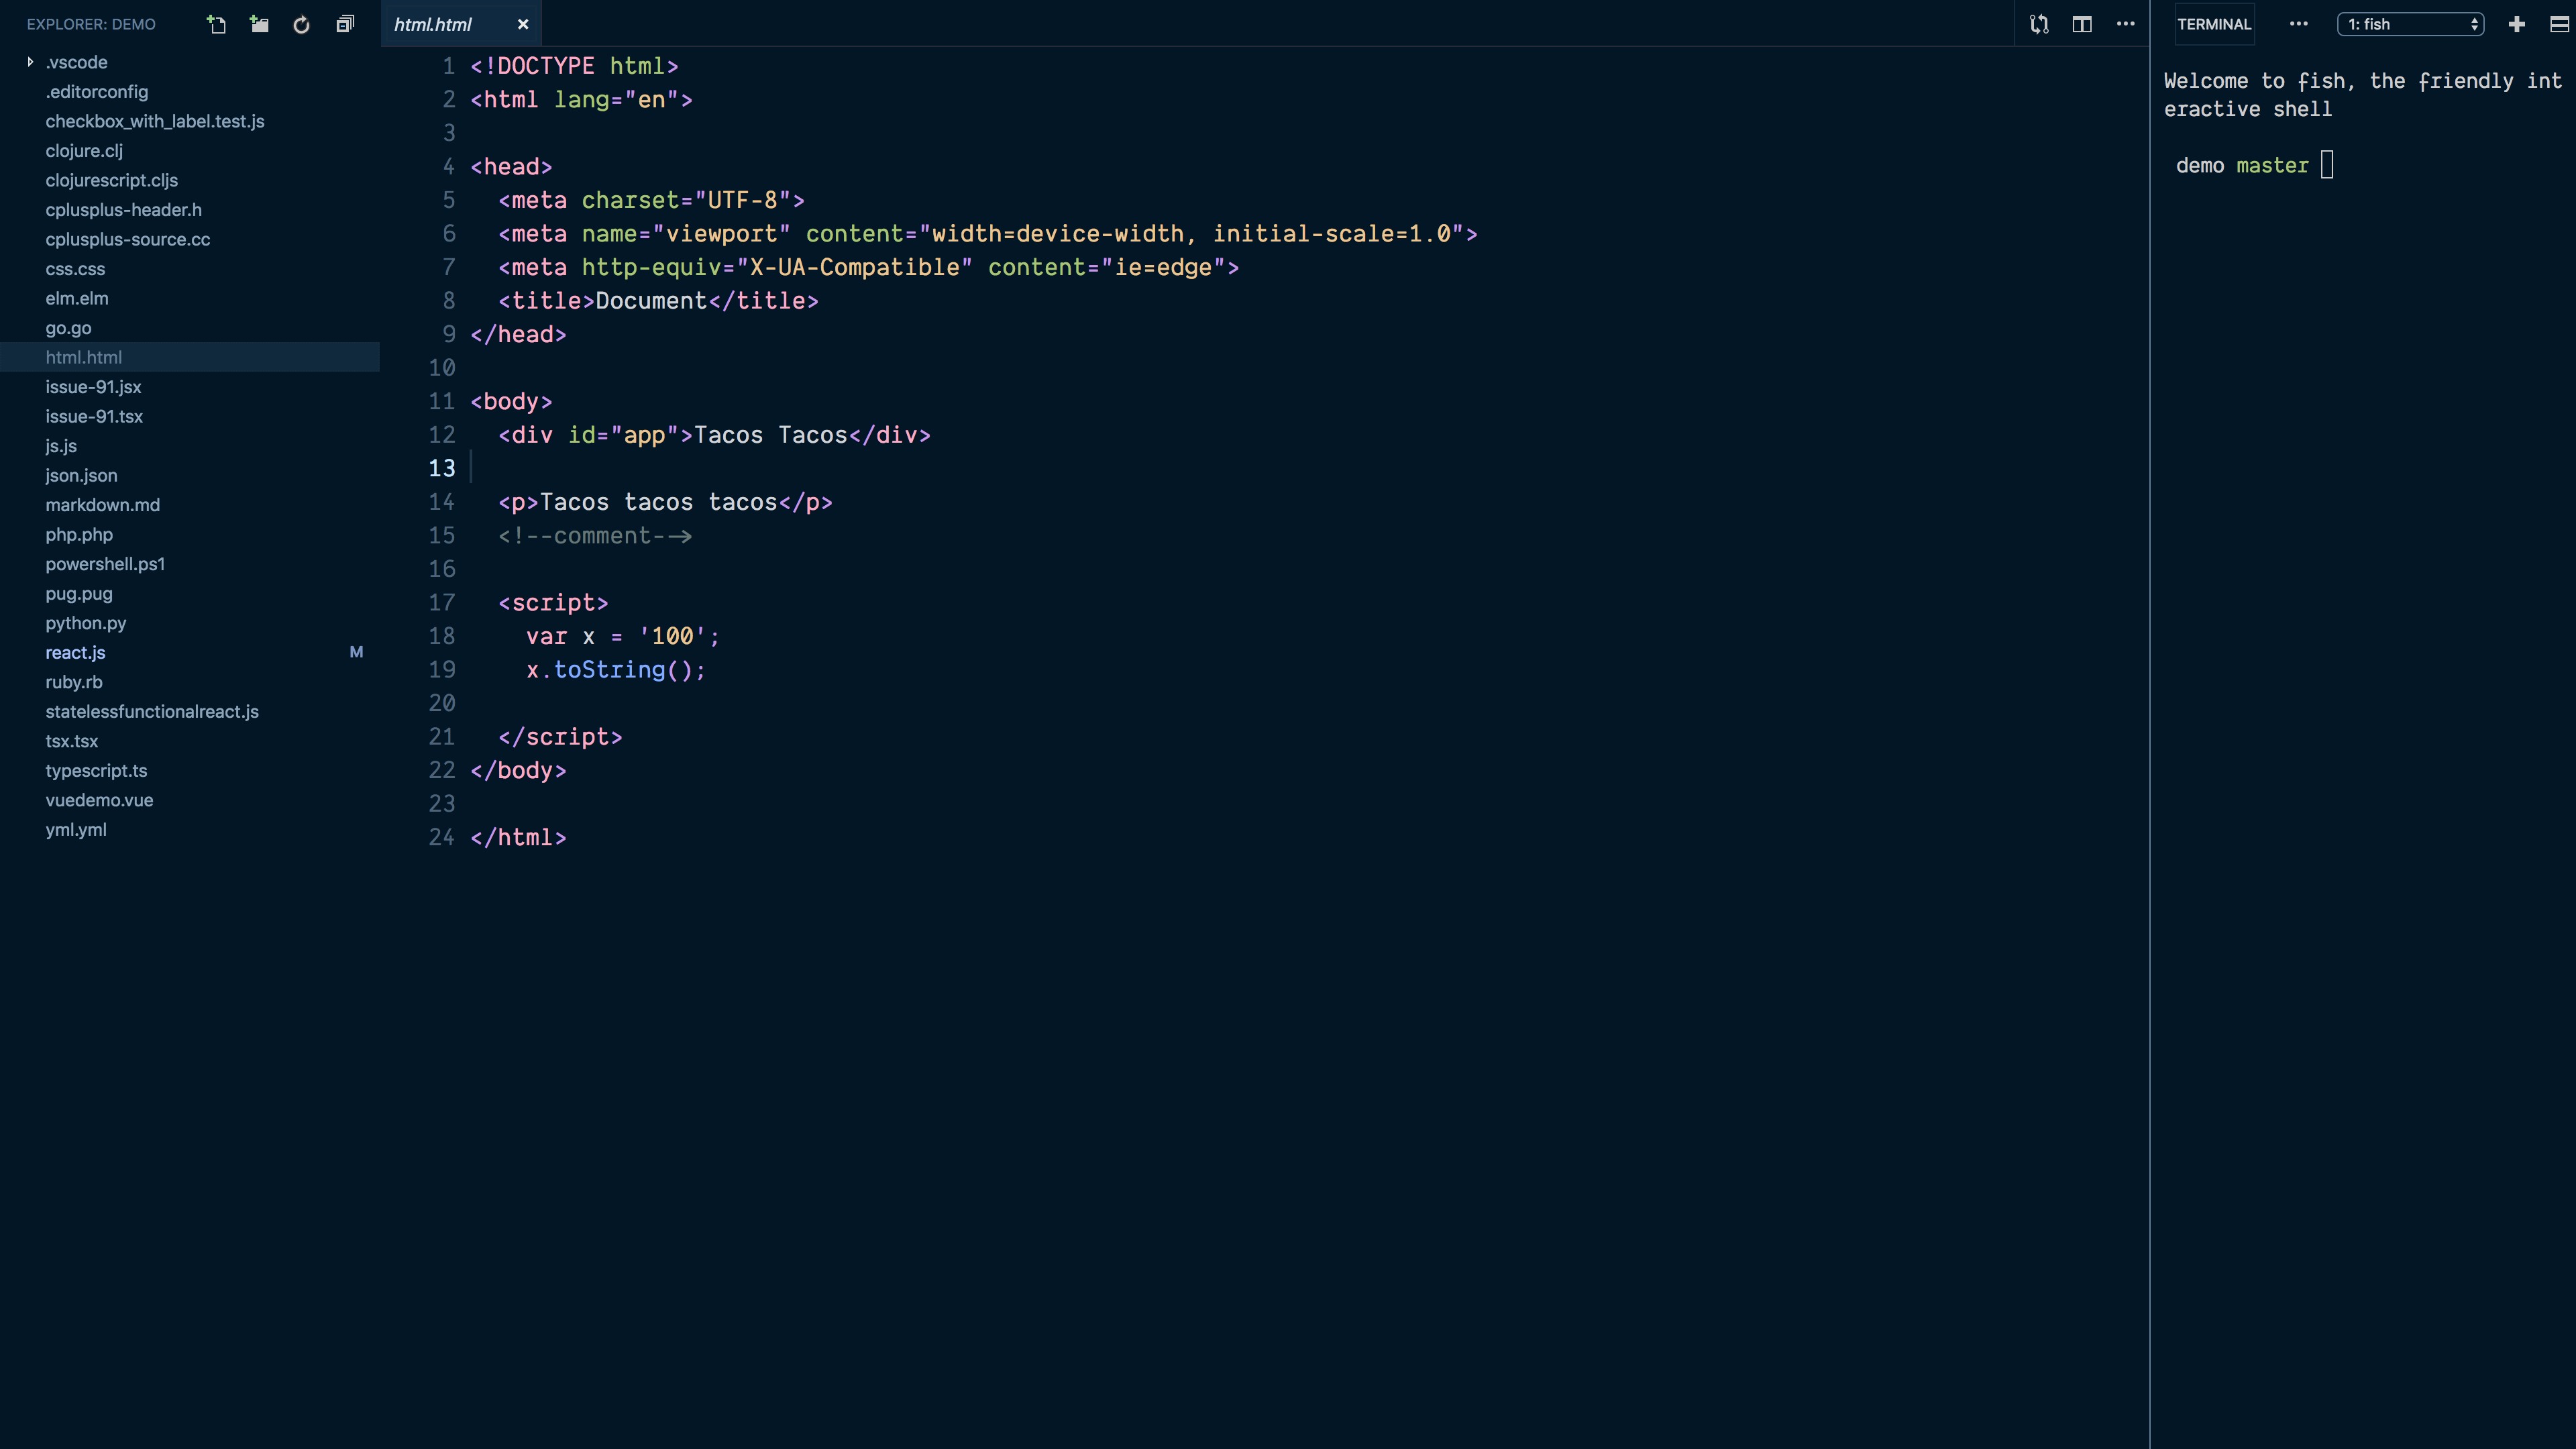 EXPLORER: DEMO
.vscode
.editorconfig
checkbox_with_label.test.js
clojure.clj
clojurescript.cljs
cplusplus-header.h
cplusplus-source.cc
css.css
elm.elm
go.go
html.html
issue-91.jsx
issue-91.tsx
js.js
json.json
markdown.md
php.php
powershell.ps1
pug.pug
python.py
react.js M
ruby.rb
statelessfunctionalreact.js
tsx.tsx
typescript.ts
vuedemo.vue
yml.yml
html.html
1 <!DOCTYPE html>
2 <html lang="en">
3
4 <head>
5   <meta charset="UTF-8">
6   <meta name="viewport" content="width=device-width, initial-scale=1.0">
7   <meta http-equiv="X-UA-Compatible" content="ie=edge">
8   <title>Document</title>
9 </head>
10
11 <body>
12   <div id="app">Tacos Tacos</div>
13
14   <p>Tacos tacos tacos</p>
15   <!--comment-->
16
17   <script>
18     var x = '100';
19     x.toString();
20
21   </script>
22 </body>
23
24 </html>
TERMINAL
1: fish
Welcome to fish, the friendly int
eractive shell
demo master